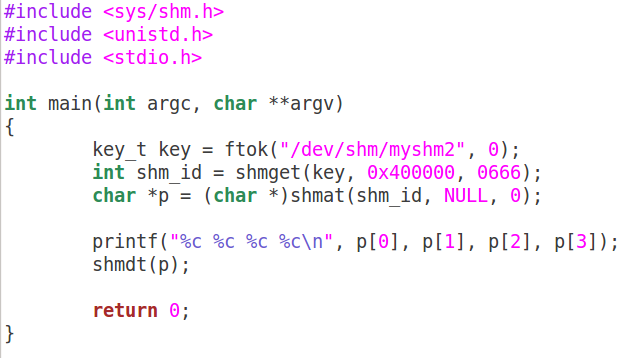 #include <sys/shm.h>
#include <unistd.h>
#include <stdio.h>

int main(int argc, char **argv)
{
        key_t key = ftok("/dev/shm/myshm2", 0);
        int shm_id = shmget(key, 0x400000, 0666);
        char *p = (char *)shmat(shm_id, NULL, 0);

        printf("%c %c %c %c\n", p[0], p[1], p[2], p[3]);
        shmdt(p);

        return 0;
}